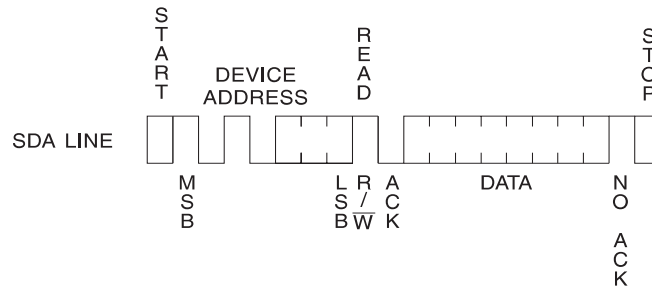 START
DEVICE
ADDRESS
READ
STOP
SDA LINE
MSB
LSB
R/W
ACK
DATA
NO ACK